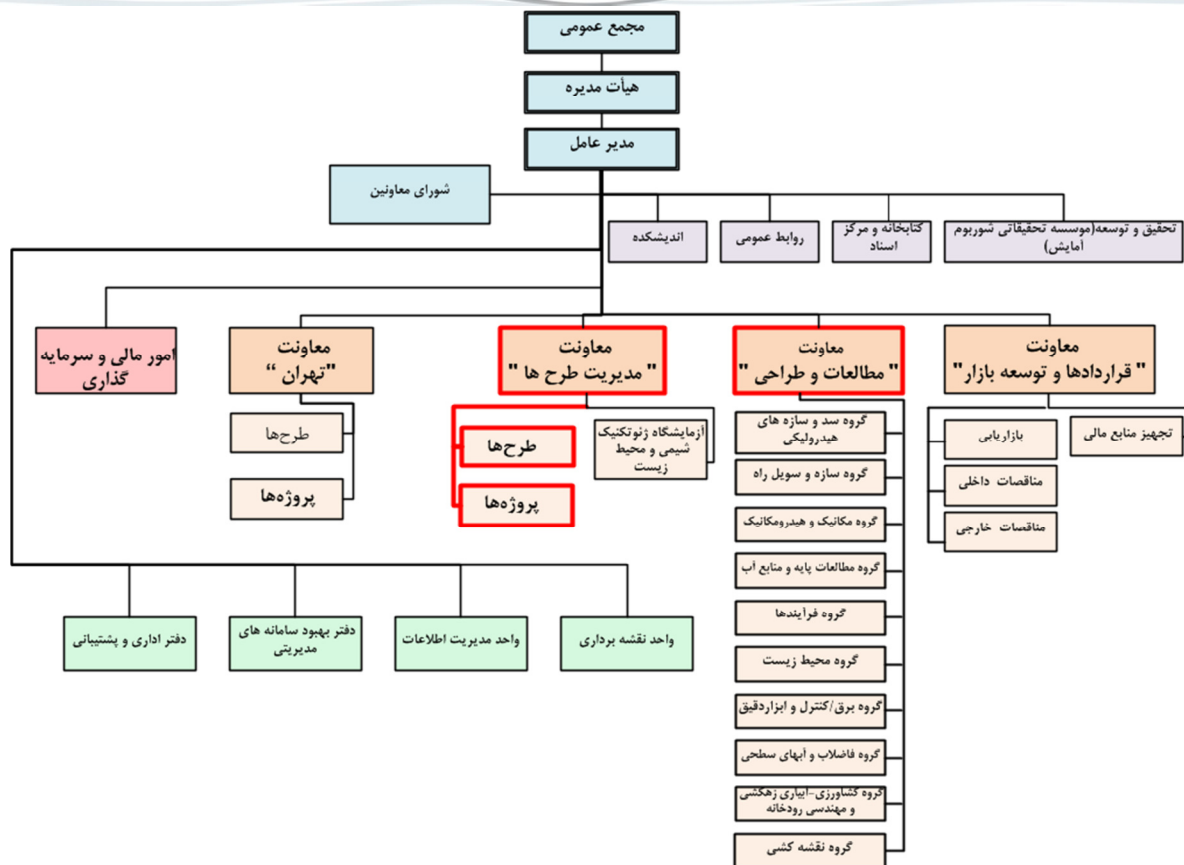 مجمع عمومی
هیأت مدیره
مدیر عامل
شورای معاونین
تحقیق و توسعه(موسسه تحقیقاتی شوربوم
آمایش)
کتابخانه و مرکز
اسناد
روابط عمومی
اندیشکده
معاونت
" قراردادها و توسعه بازار "
معاونت
" مطالعات و طراحی "
معاونت
" مدیریت طرح ها "
معاونت
"تهران “
امور مالی و سرمایه
گذاری
تجهیز منابع مالی
بازاریابی
مناقصات داخلی
مناقصات خارجی
گروه سد و سازه های
هیدرولیکی
گروه سازه و سویل راه
گروه مکانیک و هیدرومکانیک
گروه مطالعات پایه و منابع آب
گروه فرآیندها
گروه محیط زیست
گروه برق/کنترل و ابزاردقیق
گروه فاضلاب و آبهای سطحی
گروه کشاورزی-آبیاری زهکشی
و مهندسی رودخانه
گروه نقشه کشی
آزمایشگاه ژئوتکنیک
شیمی و محیط
زیست
طرح‌ها
پروژه‌ها
طرح‌ها
پروژه‌ها
واحد نقشه برداری
واحد مدیریت اطلاعات
دفتر بهبود سامانه های
مدیریتی
دفتر اداری و پشتیبانی